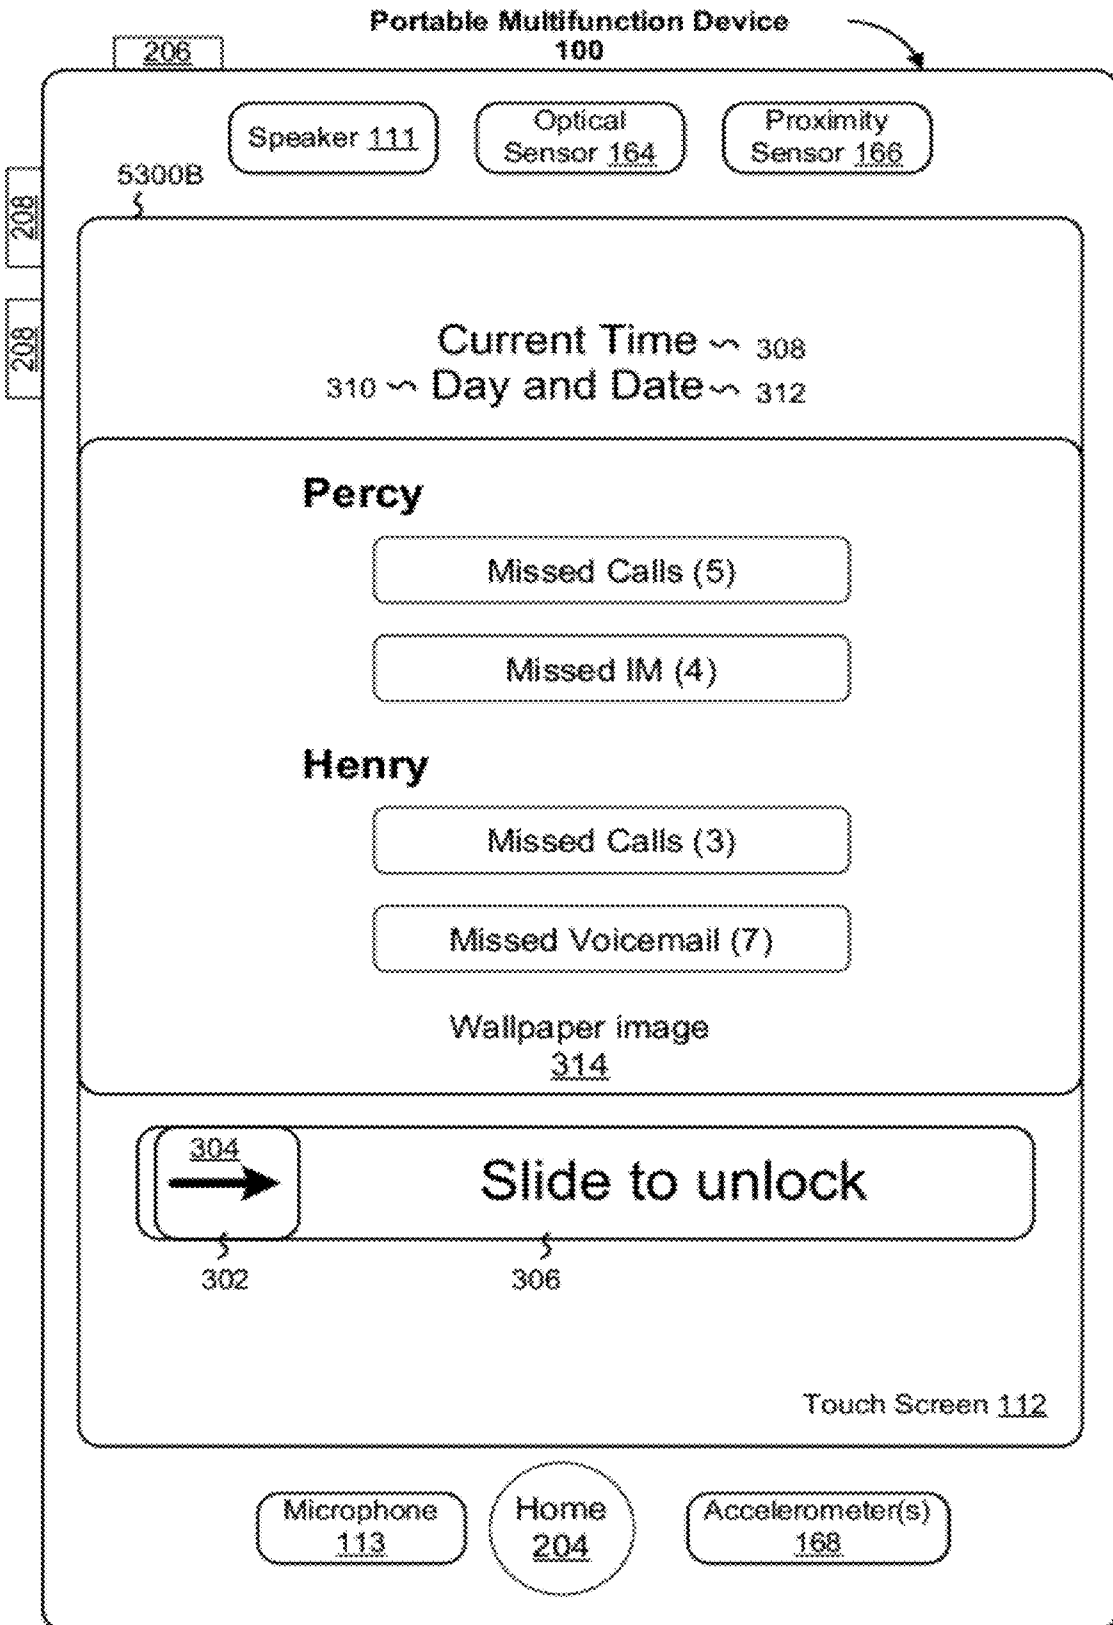 Portable Multifunction Device
100
206
Speaker 111
Optical
Sensor 164
Proximity
Sensor 166
5300B
208
208
Current Time 308
310 Day and Date 312
Percy
Missed Calls (5)
Missed IM (4)
Henry
Missed Calls (3)
Missed Voicemail (7)
Wallpaper image
314
304
Slide to unlock
302
306
Touch Screen 112
Microphone
113
Home
204
Accelerometer(s)
168